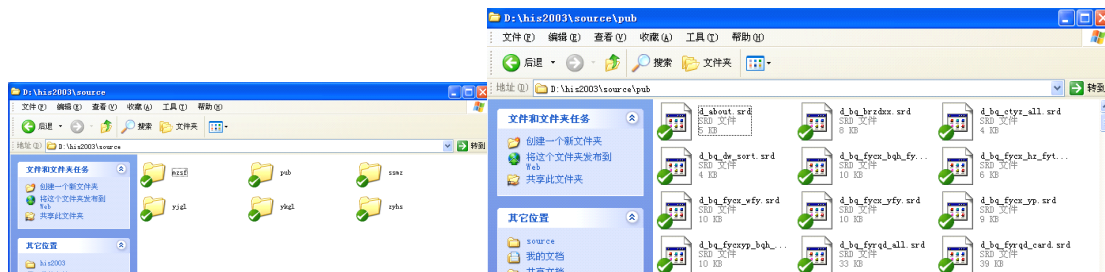 D:\his2003\source
文件(F) 编辑(E) 查看(V) 收藏(A) 工具(T) 帮助(H)
后退 搜索 文件夹
地址(D) D:\his2003\source 转到
文件和文件夹任务
创建一个新文件夹
将这个文件夹发布到
Web
共享此文件夹
其它位置
his2003
mzsf pub ssmz
yjgl ykgl zyhs
D:\his2003\source\pub
文件(F) 编辑(E) 查看(V) 收藏(A) 工具(T) 帮助(H)
后退 搜索 文件夹
地址(D) D:\his2003\source\pub 转到
文件和文件夹任务
创建一个新文件夹
将这个文件夹发布到
Web
共享此文件夹
其它位置
source
我的文档
共享文档
d_about.srd d_bq_brzdxx.srd d_bq_ctyz_all.srd
SRD 文件 SRD 文件 SRD 文件
5 KB 8 KB 4 KB
d_bq_dw_sort.srd d_bq_fycx_bqh_fy... d_bq_fycx_hz_fyt...
SRD 文件 SRD 文件 SRD 文件
4 KB 10 KB 6 KB
d_bq_fycx_wfy.srd d_bq_fycx_yfy.srd d_bq_fycx_yp.srd
SRD 文件 SRD 文件 SRD 文件
10 KB 10 KB 9 KB
d_bq_fycxyp_bqh_... d_bq_fyrqd_all.srd d_bq_fyrqd_card.srd
SRD 文件 SRD 文件 SRD 文件
10 KB 33 KB 39 KB